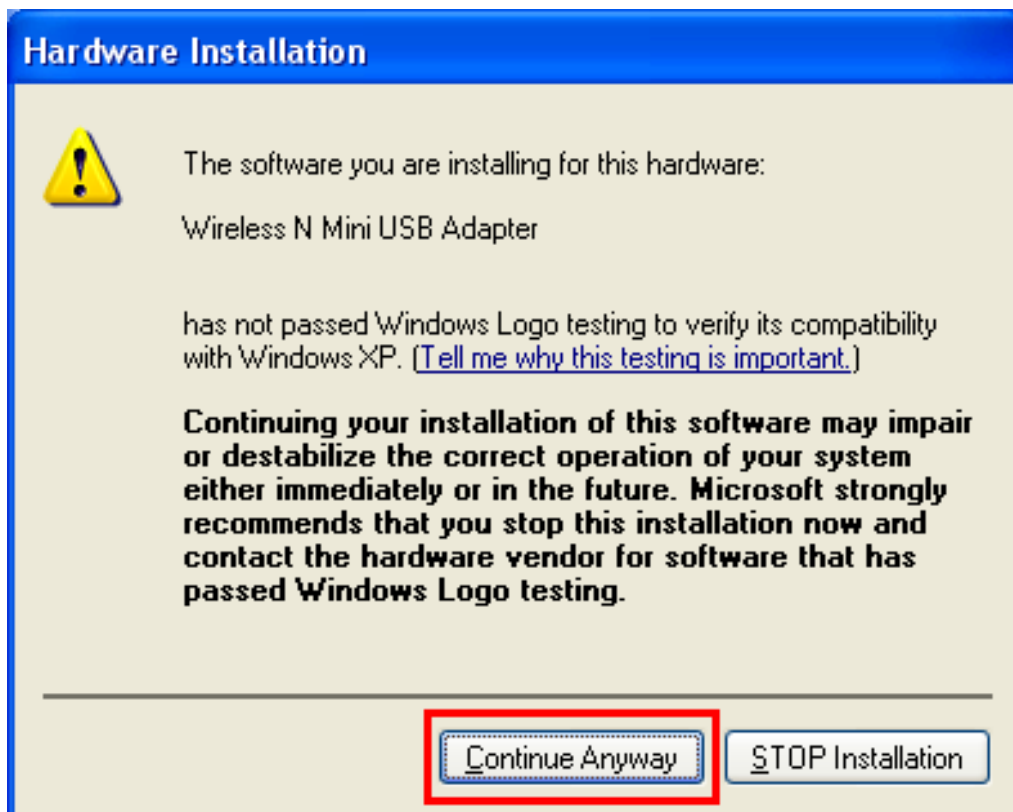 Hardware Installation
The software you are installing for this hardware:
Wireless N Mini USB Adapter
has not passed Windows Logo testing to verify its compatibility
with Windows XP. (Tell me why this testing is important.)
Continuing your installation of this software may impair
or destabilize the correct operation of your system
either immediately or in the future. Microsoft strongly
recommends that you stop this installation now and
contact the hardware vendor for software that has
passed Windows Logo testing.
Continue Anyway
STOP Installation